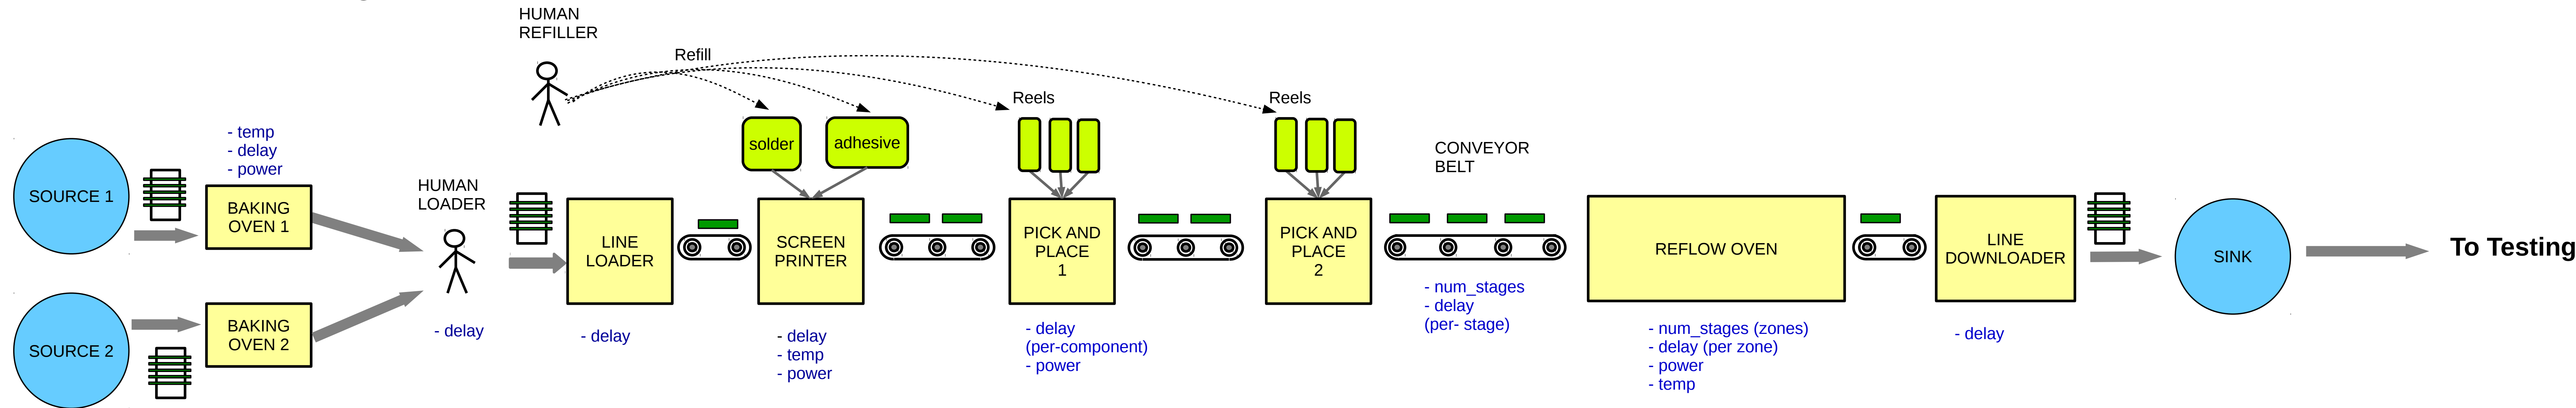 HUMAN
REFILLER
Refill
Reels
Reels
- temp
- delay
- power
solder
adhesive
CONVEYOR
BELT
SOURCE 1
BAKING
OVEN 1
HUMAN
LOADER
LINE
LOADER
SCREEN
PRINTER
PICK AND
PLACE
1
PICK AND
PLACE
2
REFLOW OVEN
LINE
DOWNLOADER
SINK
To Testing
SOURCE 2
BAKING
OVEN 2
- delay
- delay
- delay
- temp
- power
- delay
(per-component)
- power
- num_stages
- delay
(per- stage)
- num_stages (zones)
- delay (per zone)
- power
- temp
- delay